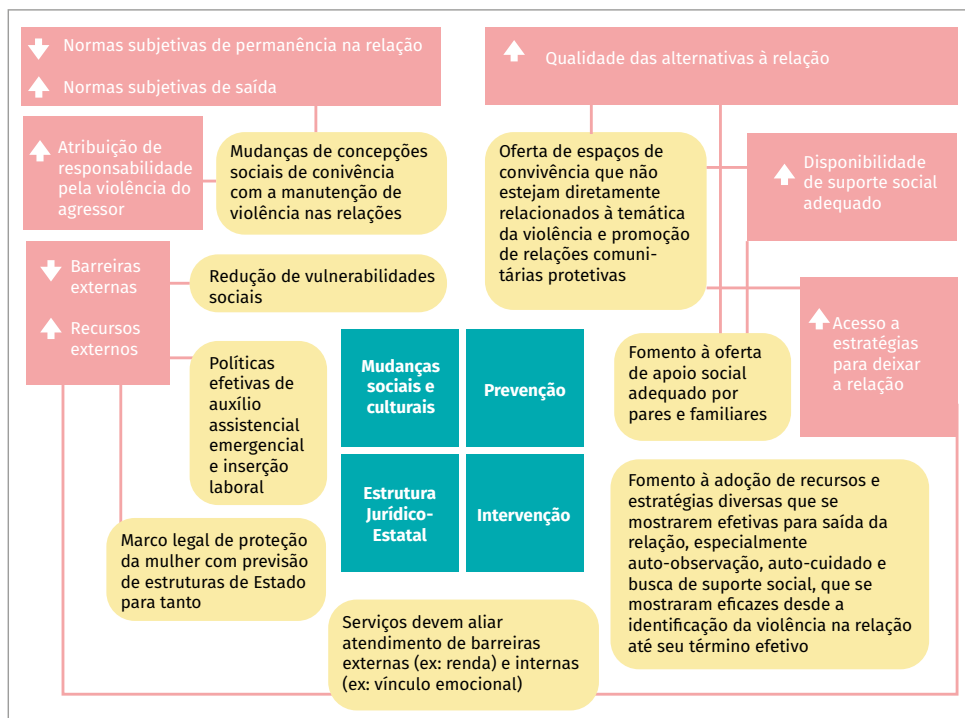 Normas subjetivas de permanência na relação
Normas subjetivas de saída
Qualidade das alternativas à relação
Atribuição de
responsabilidade
pela violência do
agressor
Mudanças de concepções
sociais de conivência
com a manutenção de
violência nas relações
Oferta de espaços de
convivência que não
estejam diretamente
relacionados à temática
da violência e promoção
de relações comuni-
tárias protetivas
Disponibilidade
de suporte social
adequado
Barreiras
externas
Recursos
externos
Redução de vulnerabilidades
sociais
Acesso a
estratégias
para deixar
a relação
Políticas
efetivas de
auxílio
assistencial
emergencial
e inserção
laboral
Mudanças
sociais e
culturais
Prevenção
Fomento à oferta
de apoio social
adequado por
pares e familiares
Estrutura
Jurídico-
Estatal
Intervenção
Fomento à adoção de recursos e
estratégias diversas que se
mostrarem efetivas para saída da
relação, especialmente
auto-observação, auto-cuidado e
busca de suporte social, que se
mostraram eficazes desde a
identificação da violência na relação
até seu término efetivo
Marco legal de proteção
da mulher com previsão
de estruturas de Estado
para tanto
Serviços devem aliar
atendimento de barreiras
externas (ex: renda) e internas
(ex: vínculo emocional)